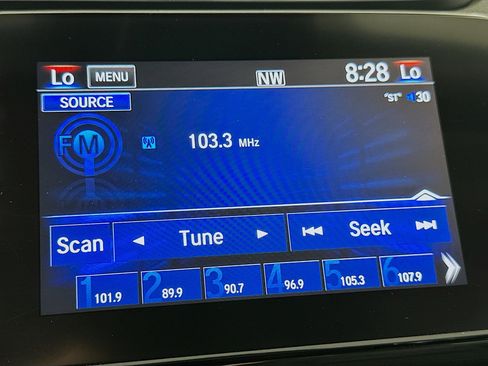 Lo MENU NW 8:28 Lo
SOURCE "ST" 30
FM 103.3 MHz
Scan Tune Seek
1 101.9 2 89.9 3 90.7 4 96.9 5 105.3 6 107.9